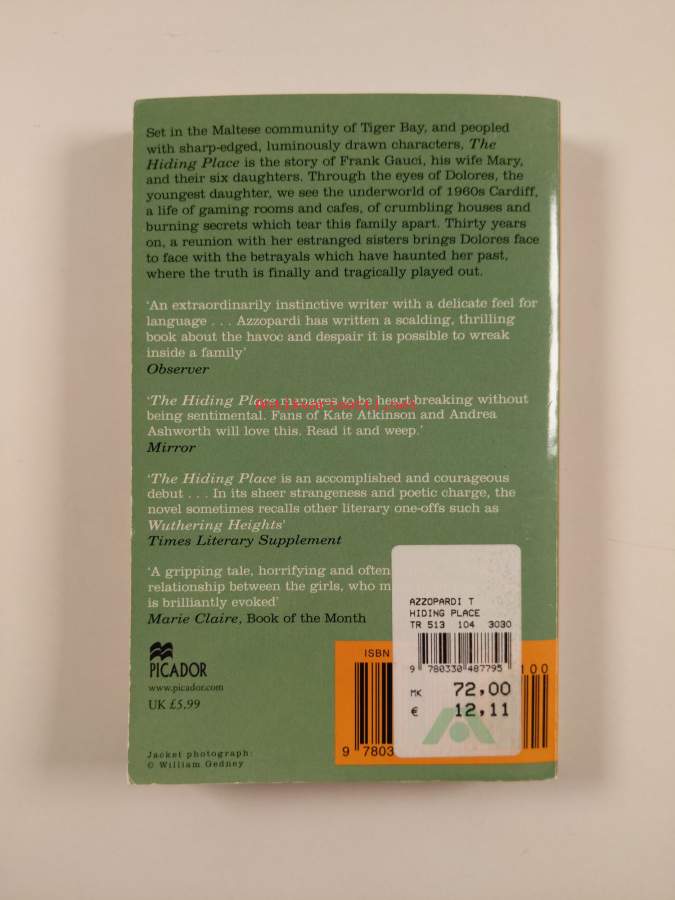 Set in the Maltese community of Tiger Bay, and peopled
with sharp-edged, luminously drawn characters, The
Hiding Place is the story of Frank Gauci, his wife Mary,
and their six daughters. Through the eyes of Dolores, the
youngest daughter, we see the underworld of 1960s Cardiff,
a life of gaming rooms and cafes, of crumbling houses and
burning secrets which tear this family apart. Thirty years
on, a reunion with her estranged sisters brings Dolores face
to face with the betrayals which have haunted her past,
where the truth is finally and tragically played out.
‘An extraordinarily instinctive writer with a delicate feel for
language . . . Azzopardi has written a scalding, thrilling
book about the havoc and despair it is possible to wreak
inside a family’
Observer
‘The Hiding Place manages to be heart-breaking without
being sentimental. Fans of Kate Atkinson and Andrea
Ashworth will love this. Read it and weep.’
Mirror
‘The Hiding Place is an accomplished and courageous
debut . . . In its sheer strangeness and poetic charge, the
novel sometimes recalls other literary one-offs such as
Wuthering Heights’
Times Literary Supplement
‘A gripping tale, horrifying and often
relationship between the girls, who m
is brilliantly evoked’
Marie Claire, Book of the Month
PICADOR
www.picador.com
UK £5.99
Jacket photograph:
© William Gedney
ISBN
9 7803
100
AZZOPARDI T
HIDING PLACE
TR 513 104 3030
9 780330 487795
MK 72,00
€ 12,11